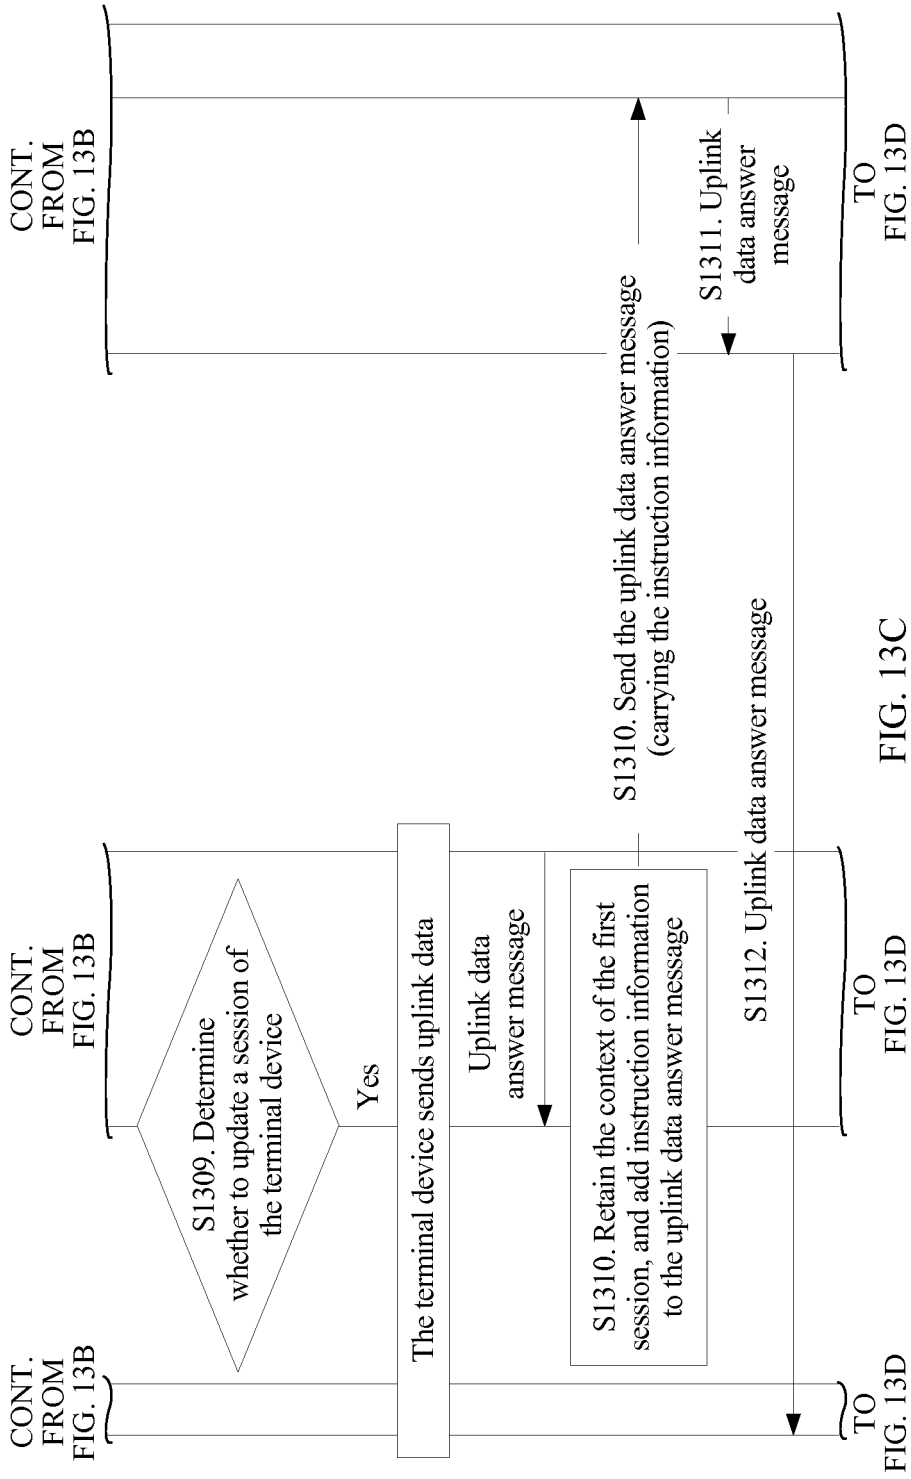 CONT.
FROM
FIG. 13B
CONT.
FROM
FIG. 13B
CONT.
FROM
FIG. 13B
S1309. Determine
whether to update a session of
the terminal device
Yes
The terminal device sends uplink data
Uplink data
answer message
S1310. Retain the context of the first
session, and add instruction information
to the uplink data answer message
S1310. Send the uplink data answer message
(carrying the instruction information)
S1311. Uplink
data answer
message
S1312. Uplink data answer message
TO
FIG. 13D
TO
FIG. 13D
TO
FIG. 13D
FIG. 13C